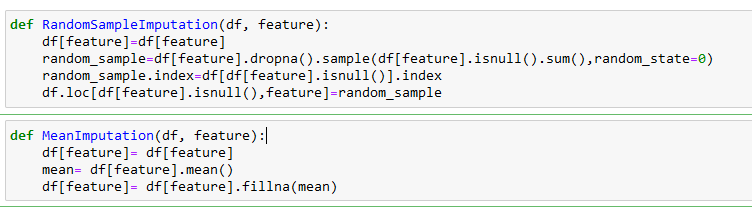 def RandomSampleImputation(df, feature):
    df[feature]=df[feature]
    random_sample=df[feature].dropna().sample(df[feature].isnull().sum(),random_state=0)
    random_sample.index=df[df[feature].isnull()].index
    df.loc[df[feature].isnull(),feature]=random_sample
def MeanImputation(df, feature):
    df[feature]= df[feature]
    mean= df[feature].mean()
    df[feature]= df[feature].fillna(mean)